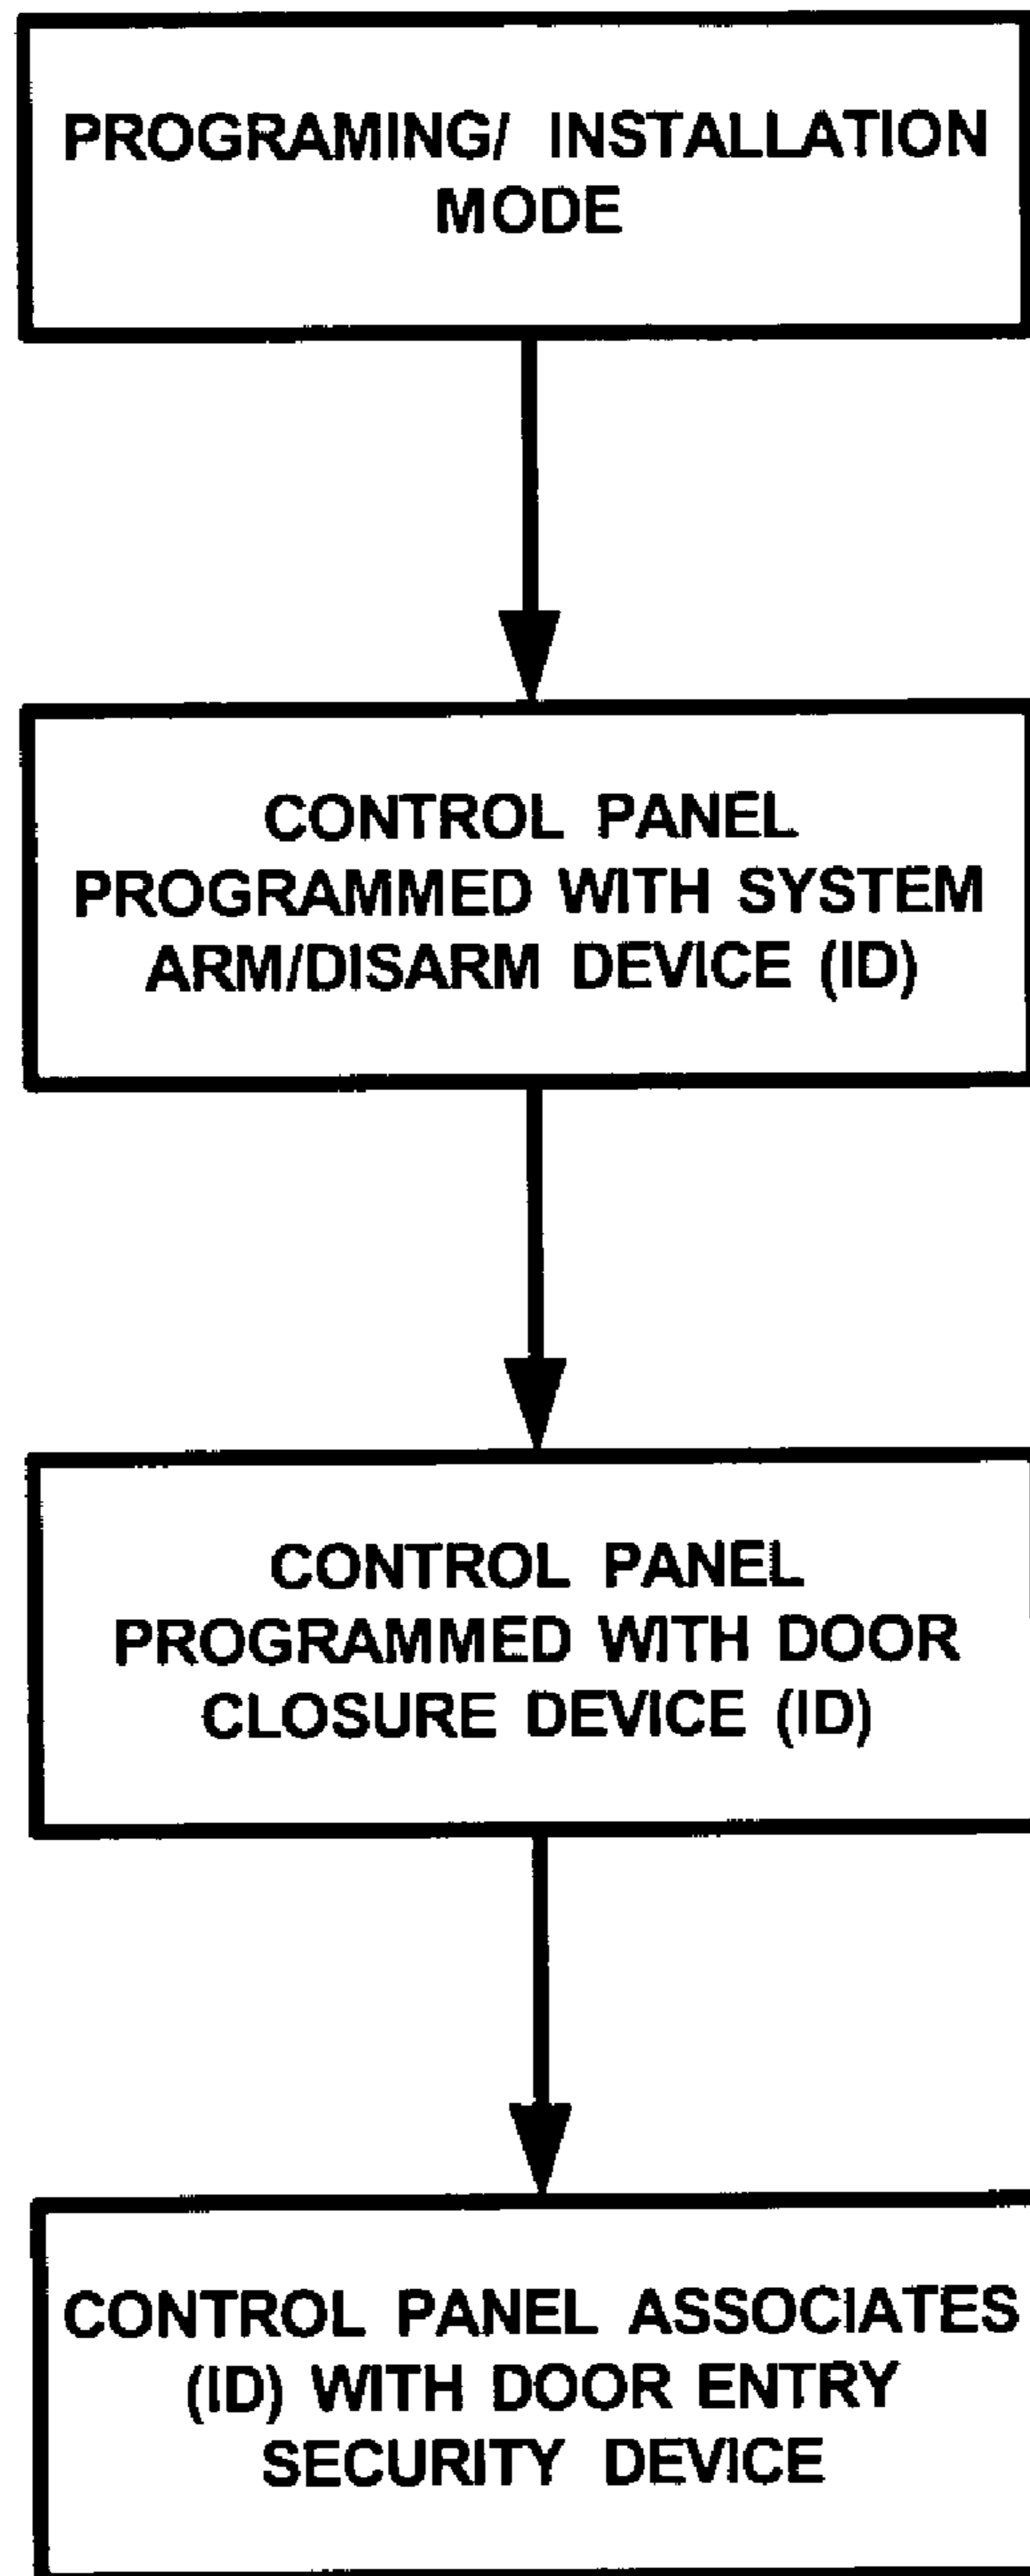 PROGRAMING/ INSTALLATION
MODE
CONTROL PANEL
PROGRAMMED WITH SYSTEM
ARM/DISARM DEVICE (ID)
CONTROL PANEL
PROGRAMMED WITH DOOR
CLOSURE DEVICE (ID)
CONTROL PANEL ASSOCIATES
(ID) WITH DOOR ENTRY
SECURITY DEVICE